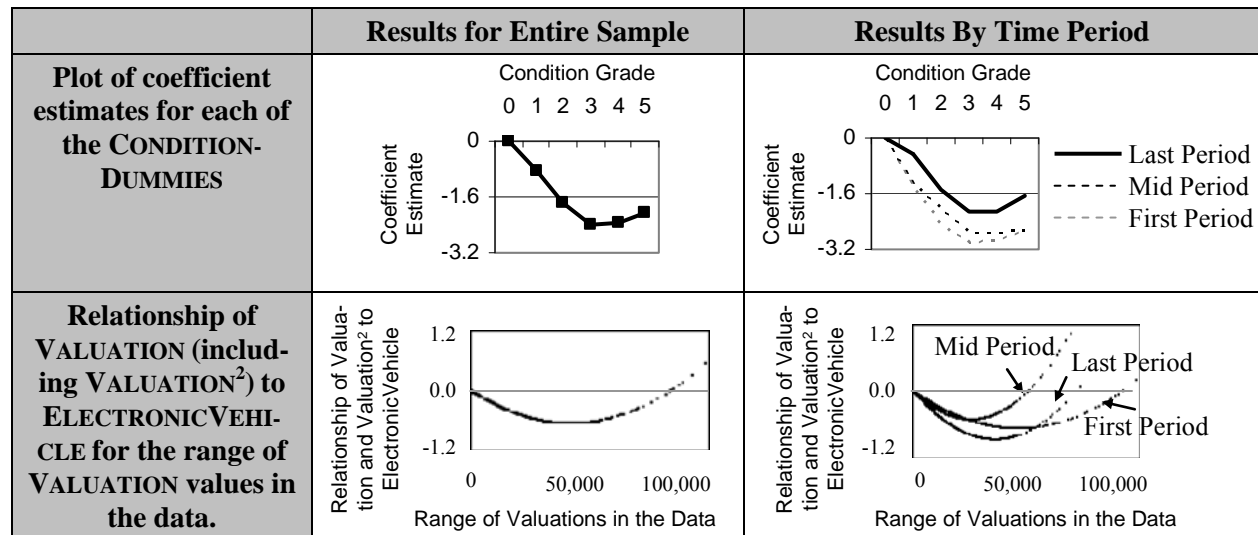 Results for Entire Sample
Results By Time Period
Plot of coefficient
estimates for each of
the CONDITION-
DUMMIES
Condition Grade
0 1 2 3 4 5
Coefficient
Estimate
0
-1.6
-3.2
Condition Grade
0 1 2 3 4 5
Coefficient
Estimate
0
-1.6
-3.2
Last Period
Mid Period
First Period
Relationship of
VALUATION (includ-
ing VALUATION²) to
ELECTRONICVEHI-
CLE for the range of
VALUATION values in
the data.
Relationship of Valua-
tion and Valuation² to
ElectronicVehicle
1.2
0.0
-1.2
0 50,000 100,000
Range of Valuations in the Data
Relationship of Valua-
tion and Valuation² to
ElectronicVehicle
1.2
0.0
-1.2
Mid Period
Last Period
First Period
0 50,000 100,000
Range of Valuations in the Data